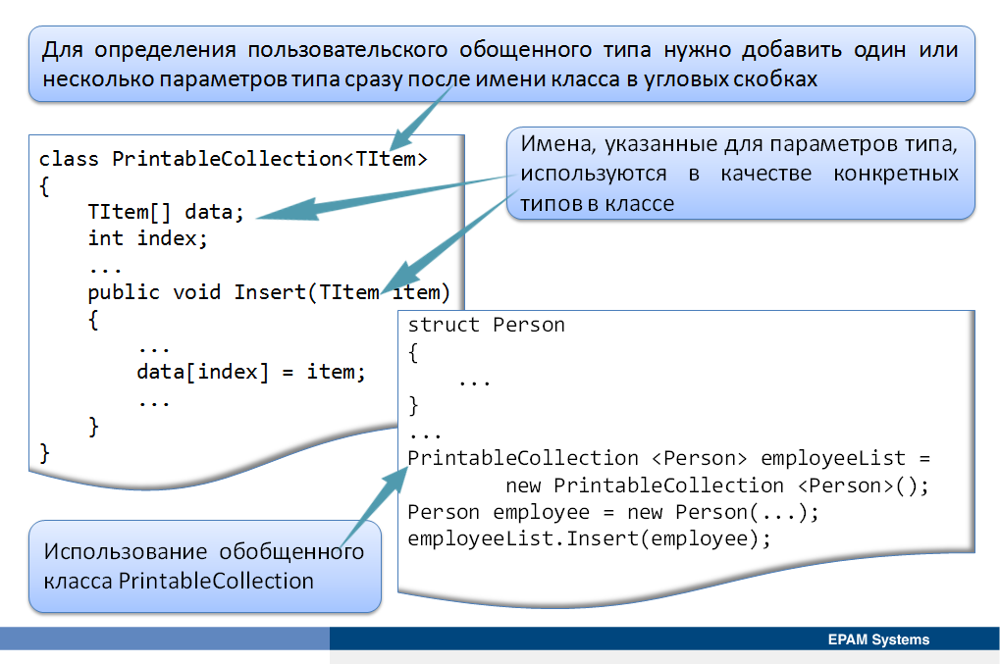 Для определения пользовательского обощенного типа нужно добавить один или
несколько параметров типа сразу после имени класса в угловых скобках
class PrintableCollection<TItem>
{
TItem[] data;
int index;
...
public void Insert(TItem item)
{
...
data[index] = item;
...
}
}
Имена, указанные для параметров типа,
используются в качестве конкретных
типов в классе
struct Person
{
...
}
...
PrintableCollection <Person> employeeList =
new PrintableCollection <Person>();
Person employee = new Person(...);
employeeList.Insert(employee);
Использование обобщенного
класса PrintableCollection
EPAM Systems